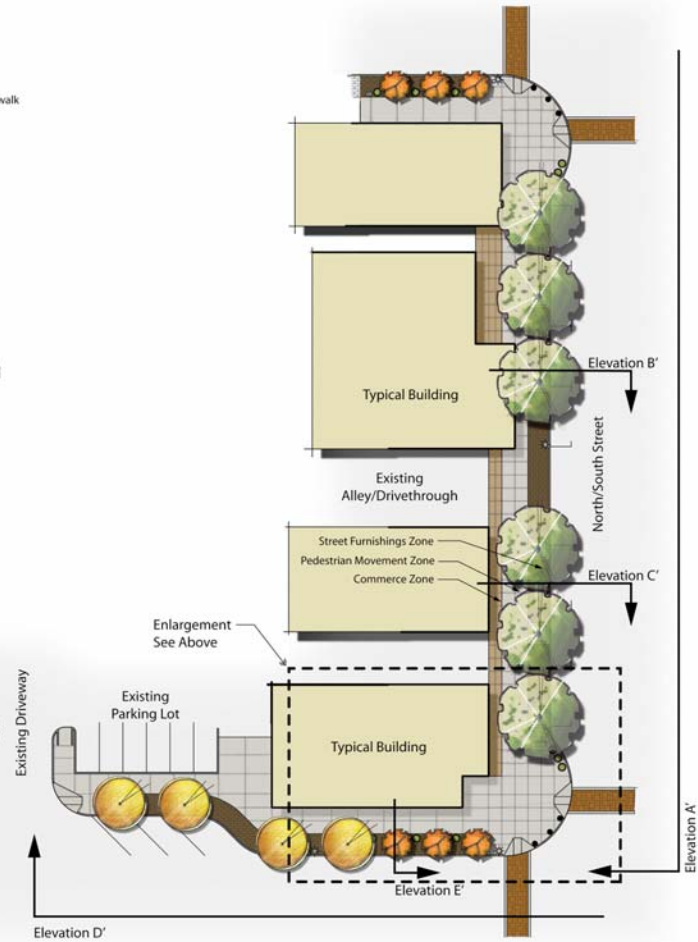 walk
Elevation B'
Typical Building
North/South Street
Existing
Alley/Drivethrough
Street Furnishings Zone
Pedestrian Movement Zone
Commerce Zone
Elevation C'
Enlargement
See Above
Existing Driveway
Existing
Parking Lot
Typical Building
Elevation A'
Elevation E'
Elevation D'